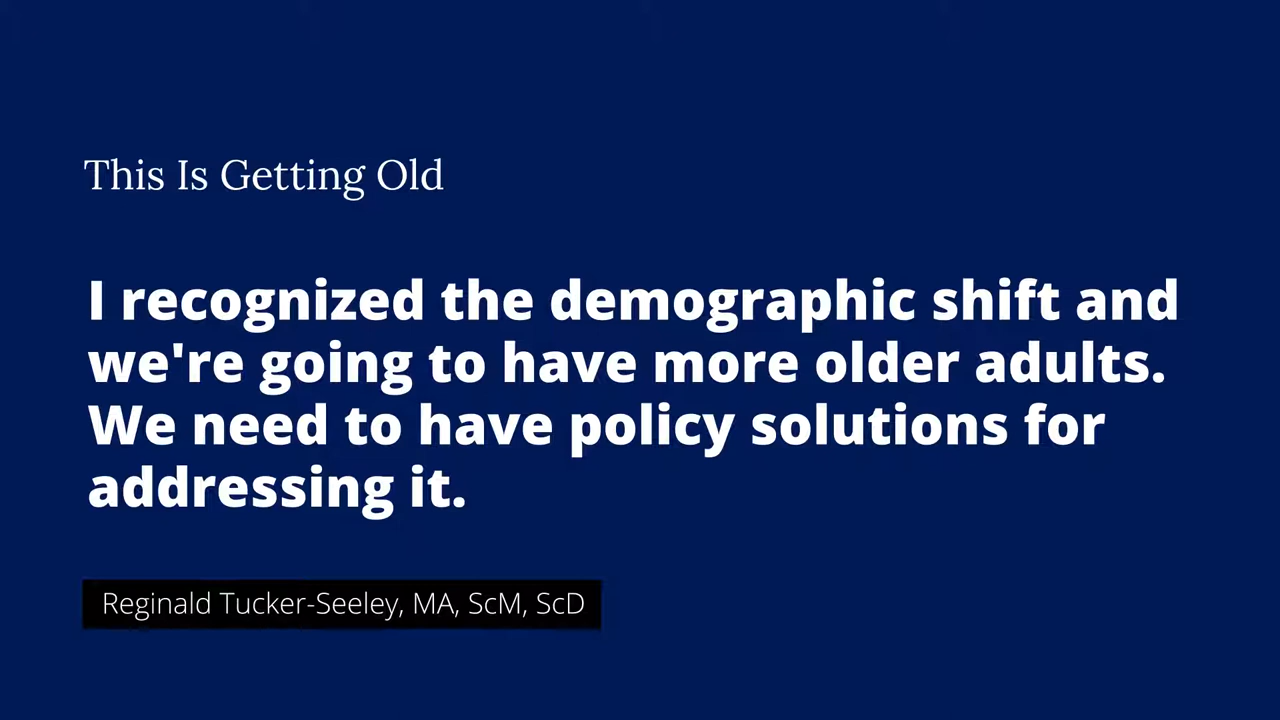 This Is Getting Old
I recognized the demographic shift and
we're going to have more older adults.
We need to have policy solutions for
addressing it.
Reginald Tucker-Seeley, MA, ScM, ScD